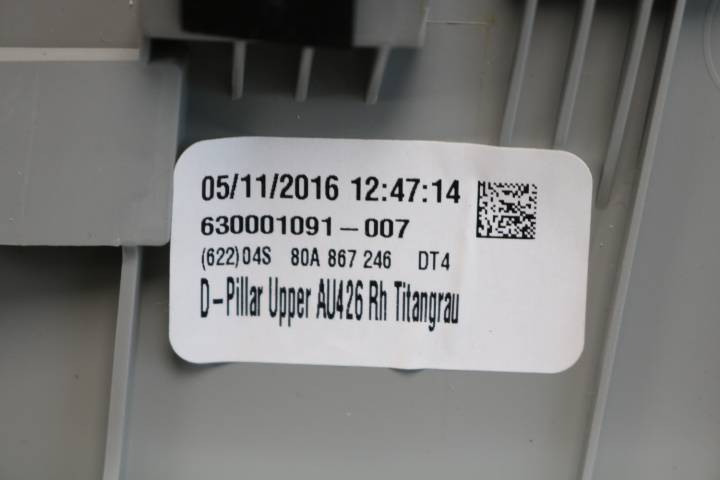 05/11/2016 12:47:14
630001091-007
(622)04S 80A 867 246 DT4
D-Pillar Upper AU426 Rh Titangrau